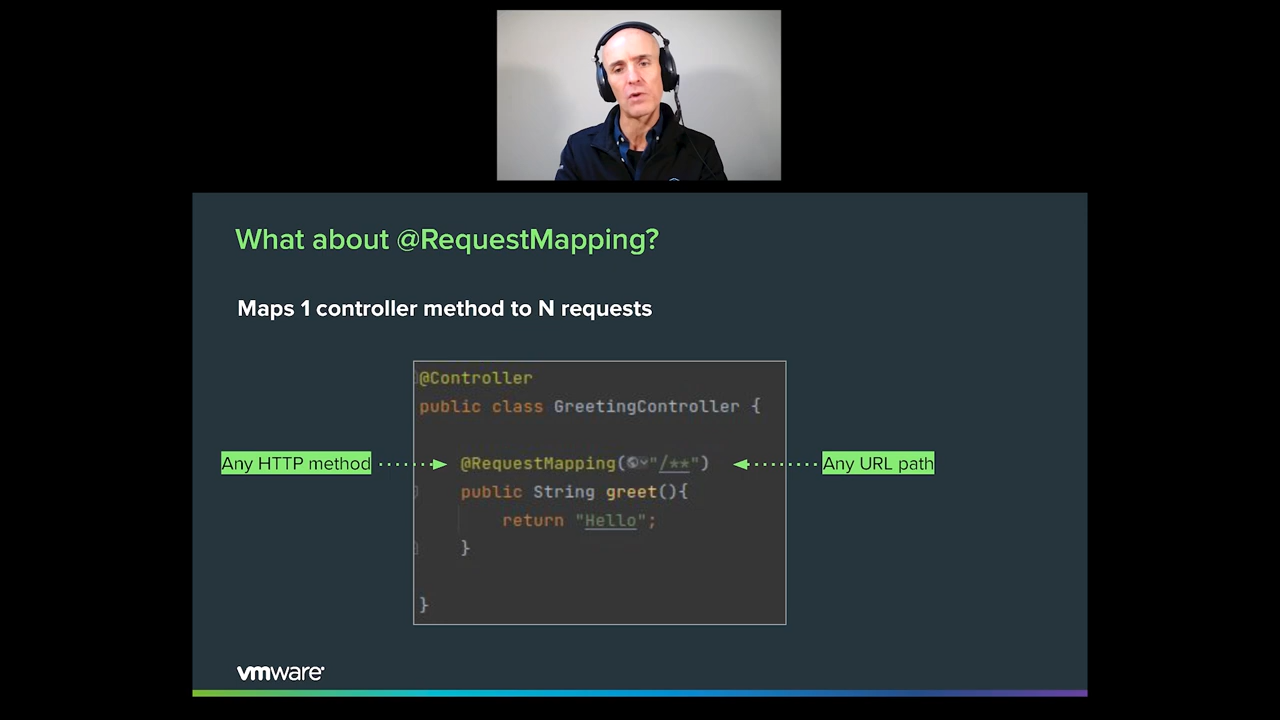 What about @RequestMapping?
Maps 1 controller method to N requests
@Controller
public class GreetingController {
Any HTTP method
@RequestMapping("/**")
Any URL path
public String greet(){
return "Hello";
}
}
vmware